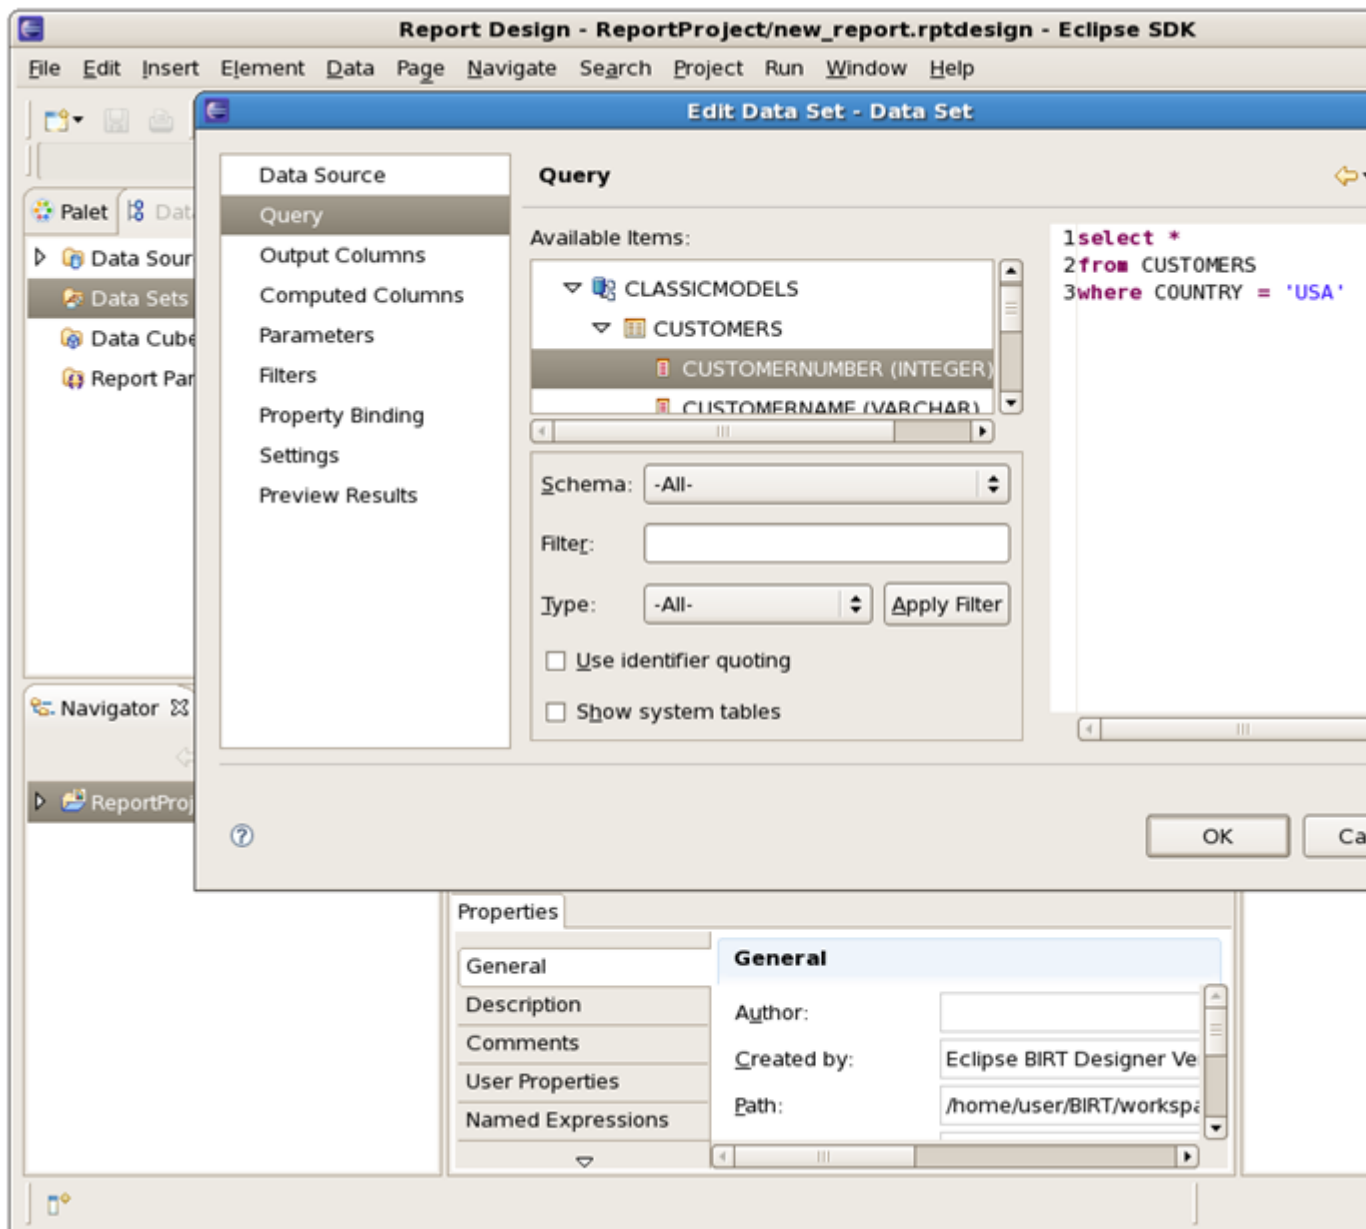 Report Design - ReportProject/new_report.rptdesign - Eclipse SDK
File Edit Insert Element Data Page Navigate Search Project Run Window Help
Edit Data Set - Data Set
Palet Dat
Data Sour
Data Sets
Data Cube
Report Par
Data Source
Query
Output Columns
Computed Columns
Parameters
Filters
Property Binding
Settings
Preview Results
Query
Available Items:
CLASSICMODELS
CUSTOMERS
CUSTOMERNUMBER (INTEGER)
CUSTOMERNAME (VARCHAR)
Schema: -All-
Filter:
Type: -All- Apply Filter
Use identifier quoting
Show system tables
1select *
2from CUSTOMERS
3where COUNTRY = 'USA'
Navigator
ReportProj
OK Ca
Properties
General
Description
Comments
User Properties
Named Expressions
General
Author:
Created by: Eclipse BIRT Designer Ve
Path: /home/user/BIRT/workspa